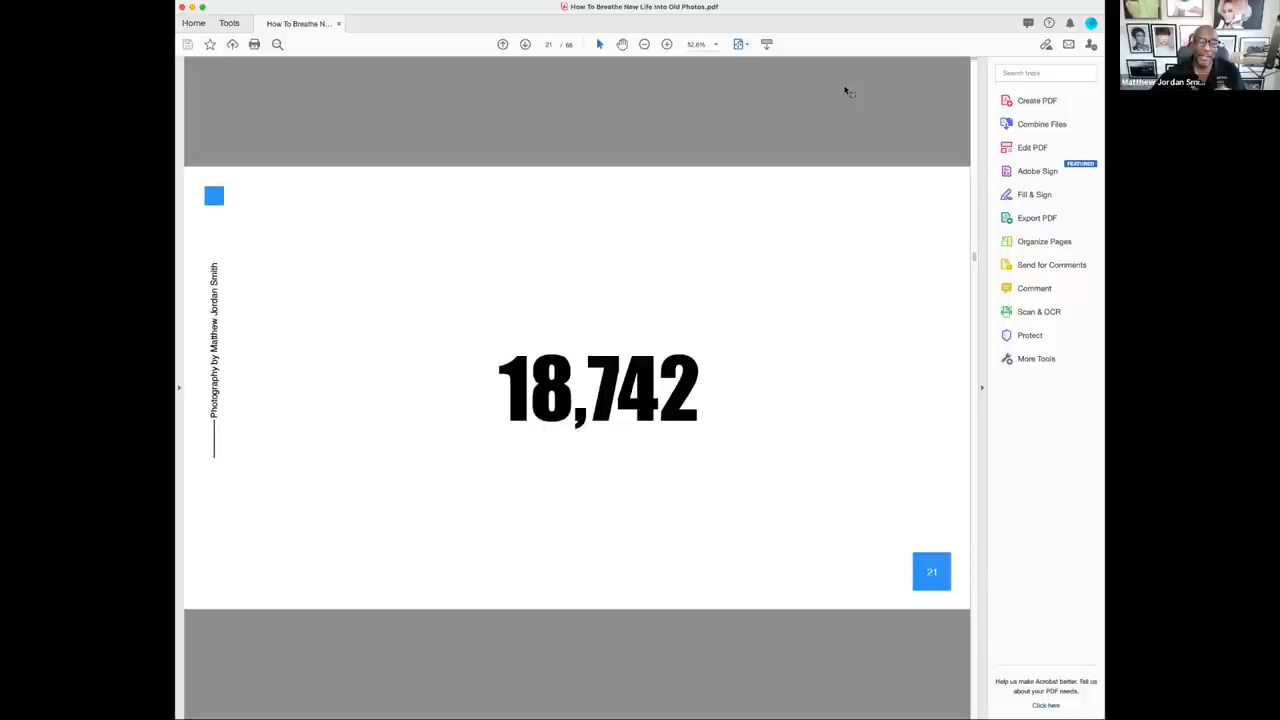 How To Breathe New Life Into Old Photos.pdf
Home
Tools
How To Breathe N...
×
21 / 68
52.6%
Search tools
Create PDF
Combine Files
Edit PDF
FEATURED
Adobe Sign
Fill & Sign
Export PDF
Organize Pages
Send for Comments
Comment
Scan & OCR
Protect
More Tools
Photography by Matthew Jordan Smith
18,742
21
Help us make Acrobat better. Tell us
about your PDF needs.
Click here
Matthew Jordan Smi...